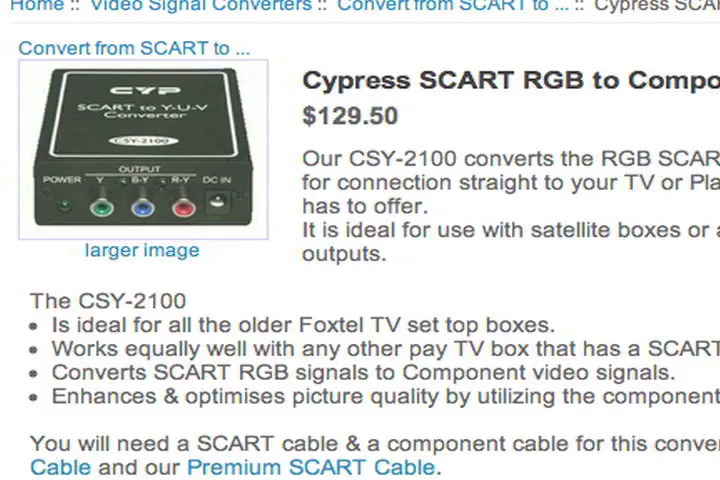 Home :: Video Signal Converters :: Convert from SCART to ... :: Cypress SCAR
Convert from SCART to ...
CYP
SCART to Y-U-V
Converter
CSY-2100
OUTPUT
POWER Y B-Y R-Y DC IN
larger image
Cypress SCART RGB to Compo
$129.50
Our CSY-2100 converts the RGB SCAR
for connection straight to your TV or Pla
has to offer.
It is ideal for use with satellite boxes or a
outputs.
The CSY-2100
• Is ideal for all the older Foxtel TV set top boxes.
• Works equally well with any other pay TV box that has a SCART
• Converts SCART RGB signals to Component video signals.
• Enhances & optimises picture quality by utilizing the component
You will need a SCART cable & a component cable for this conver
Cable and our Premium SCART Cable.